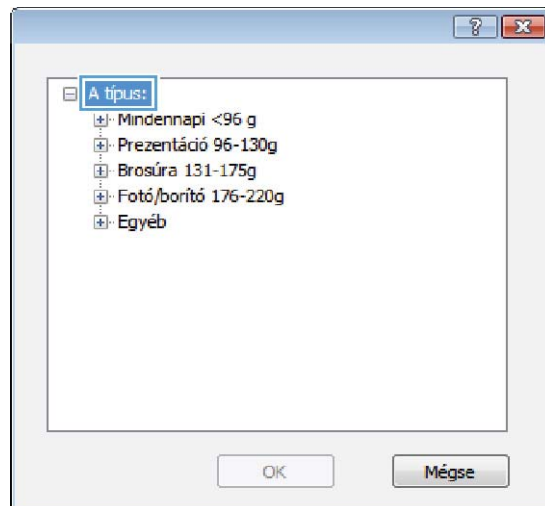 A típus:
Mindennapi <96 g
Prezentáció 96-130g
Brosúra 131-175g
Fotó/borító 176-220g
Egyéb
OK
Mégse